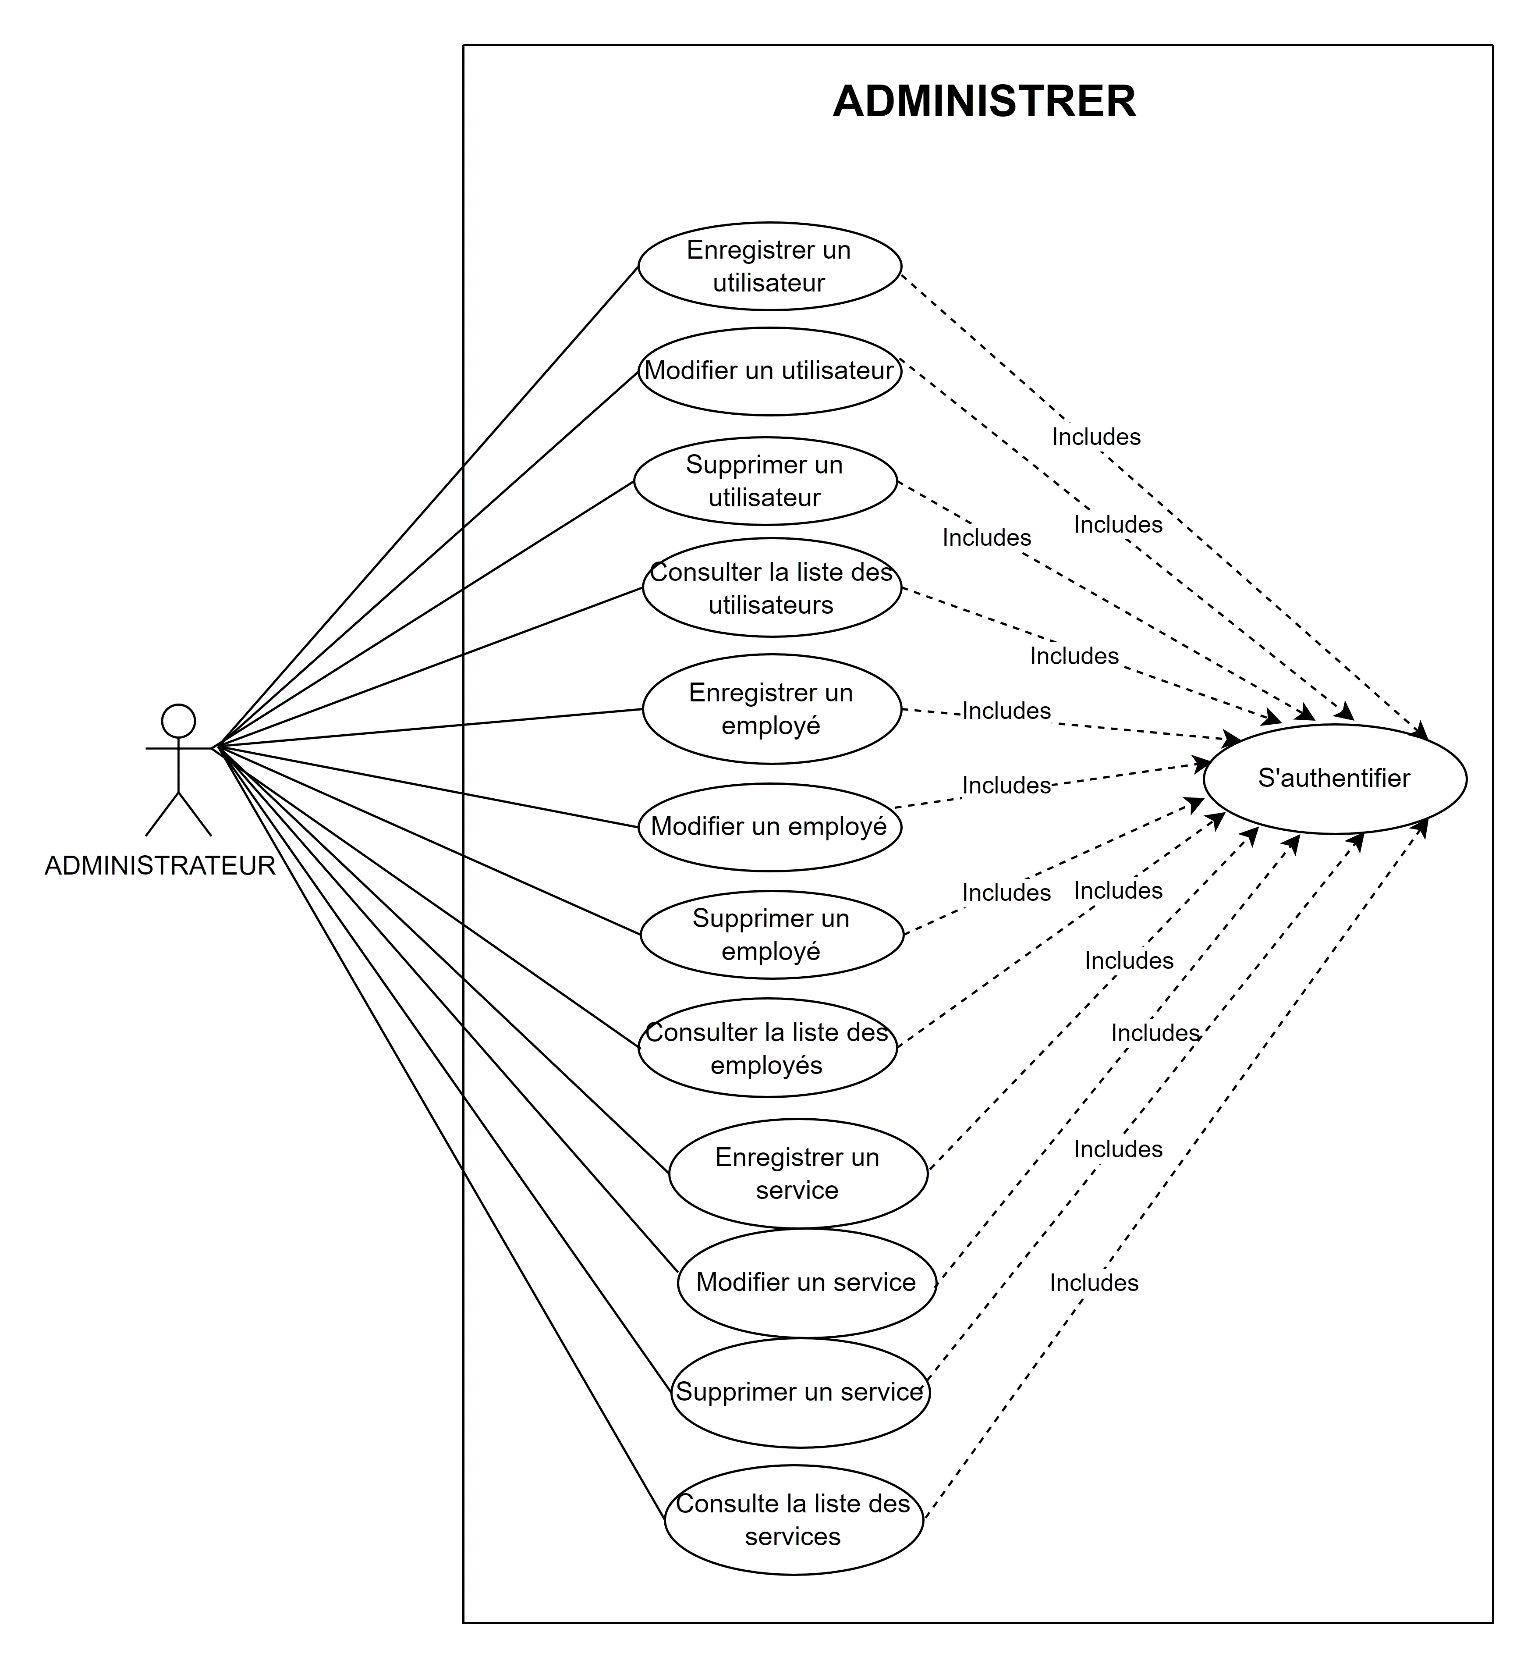 ADMINISTRER
Enregistrer un
utilisateur
Modifier un utilisateur
Supprimer un
utilisateur
Consulter la liste des
utilisateurs
Enregistrer un
employé
Modifier un employé
Supprimer un
employé
Consulter la liste des
employés
Enregistrer un
service
Modifier un service
Supprimer un service
Consulte la liste des
services
ADMINISTRATEUR
Includes
Includes
Includes
Includes
Includes
Includes
Includes
Includes
Includes
Includes
Includes
Includes
S'authentifier